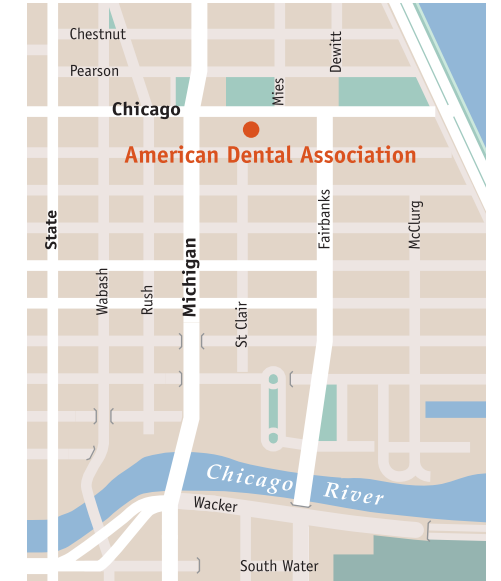 Chestnut
Dewitt
Pearson
Mies
Chicago
American Dental Association
State
Fairbanks
McClurg
Michigan
Wabash
Rush
St Clair
Chicago River
Wacker
South Water